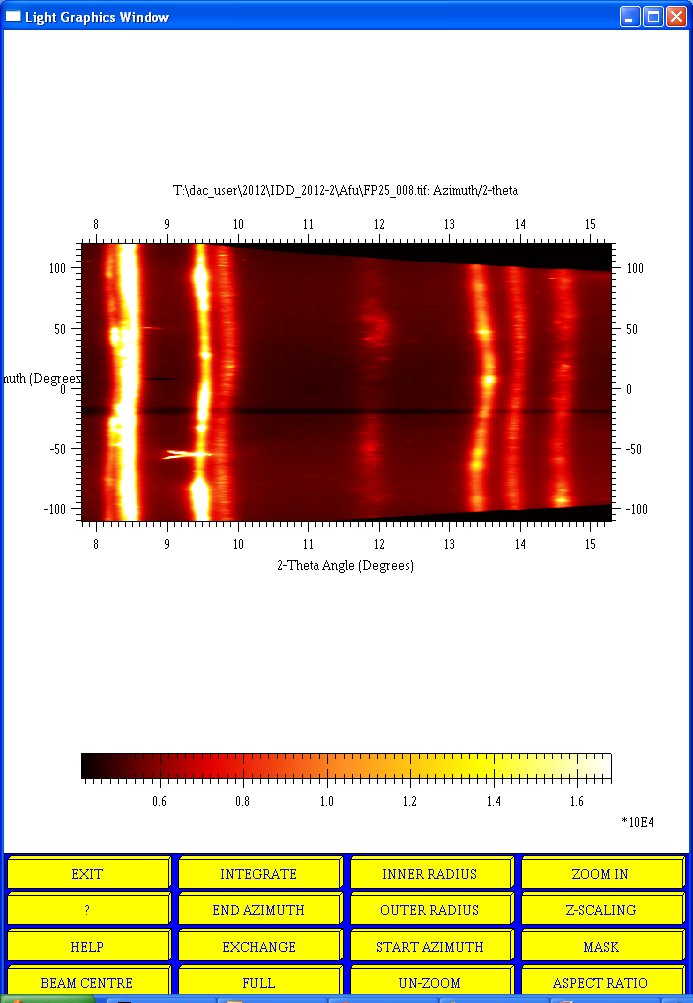 Light Graphics Window
T:\dac_user\2012\IDD_2012-2\Afu\FP25_008.tif: Azimuth/2-theta
8 9 10 11 12 13 14 15
100 100
50 50
muth (Degrees
0 0
-50 -50
-100 -100
8 9 10 11 12 13 14 15
2-Theta Angle (Degrees)
0.6 0.8 1.0 1.2 1.4 1.6
*10E4
EXIT INTEGRATE INNER RADIUS ZOOM IN
? END AZIMUTH OUTER RADIUS Z-SCALING
HELP EXCHANGE START AZIMUTH MASK
BEAM CENTRE FULL UN-ZOOM ASPECT RATIO